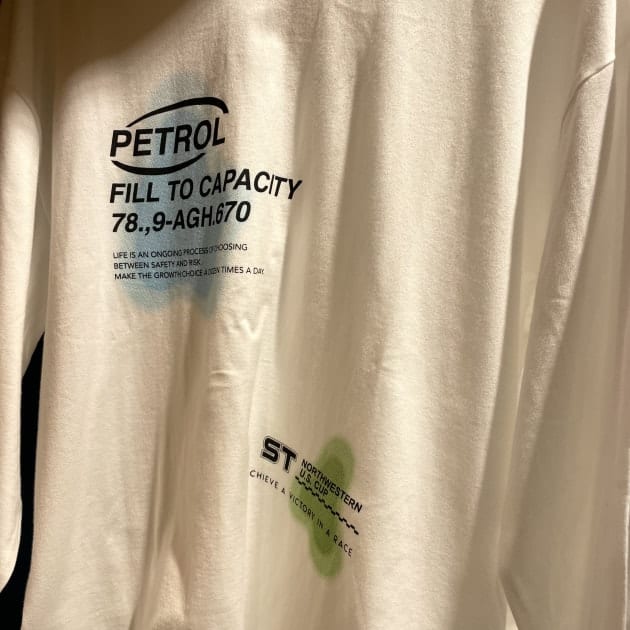 PETROL
FILL TO CAPACITY
78.,9-AGH.670
LIFE IS AN ONGOING PROCESS OF CHOOSING
BETWEEN SAFETY AND RISK.
MAKE THE GROWTH CHOICE A DOZEN TIMES A DAY.
ST
NORTHWESTERN
U.S. CUP
CHIEVE A VICTORY IN A RACE